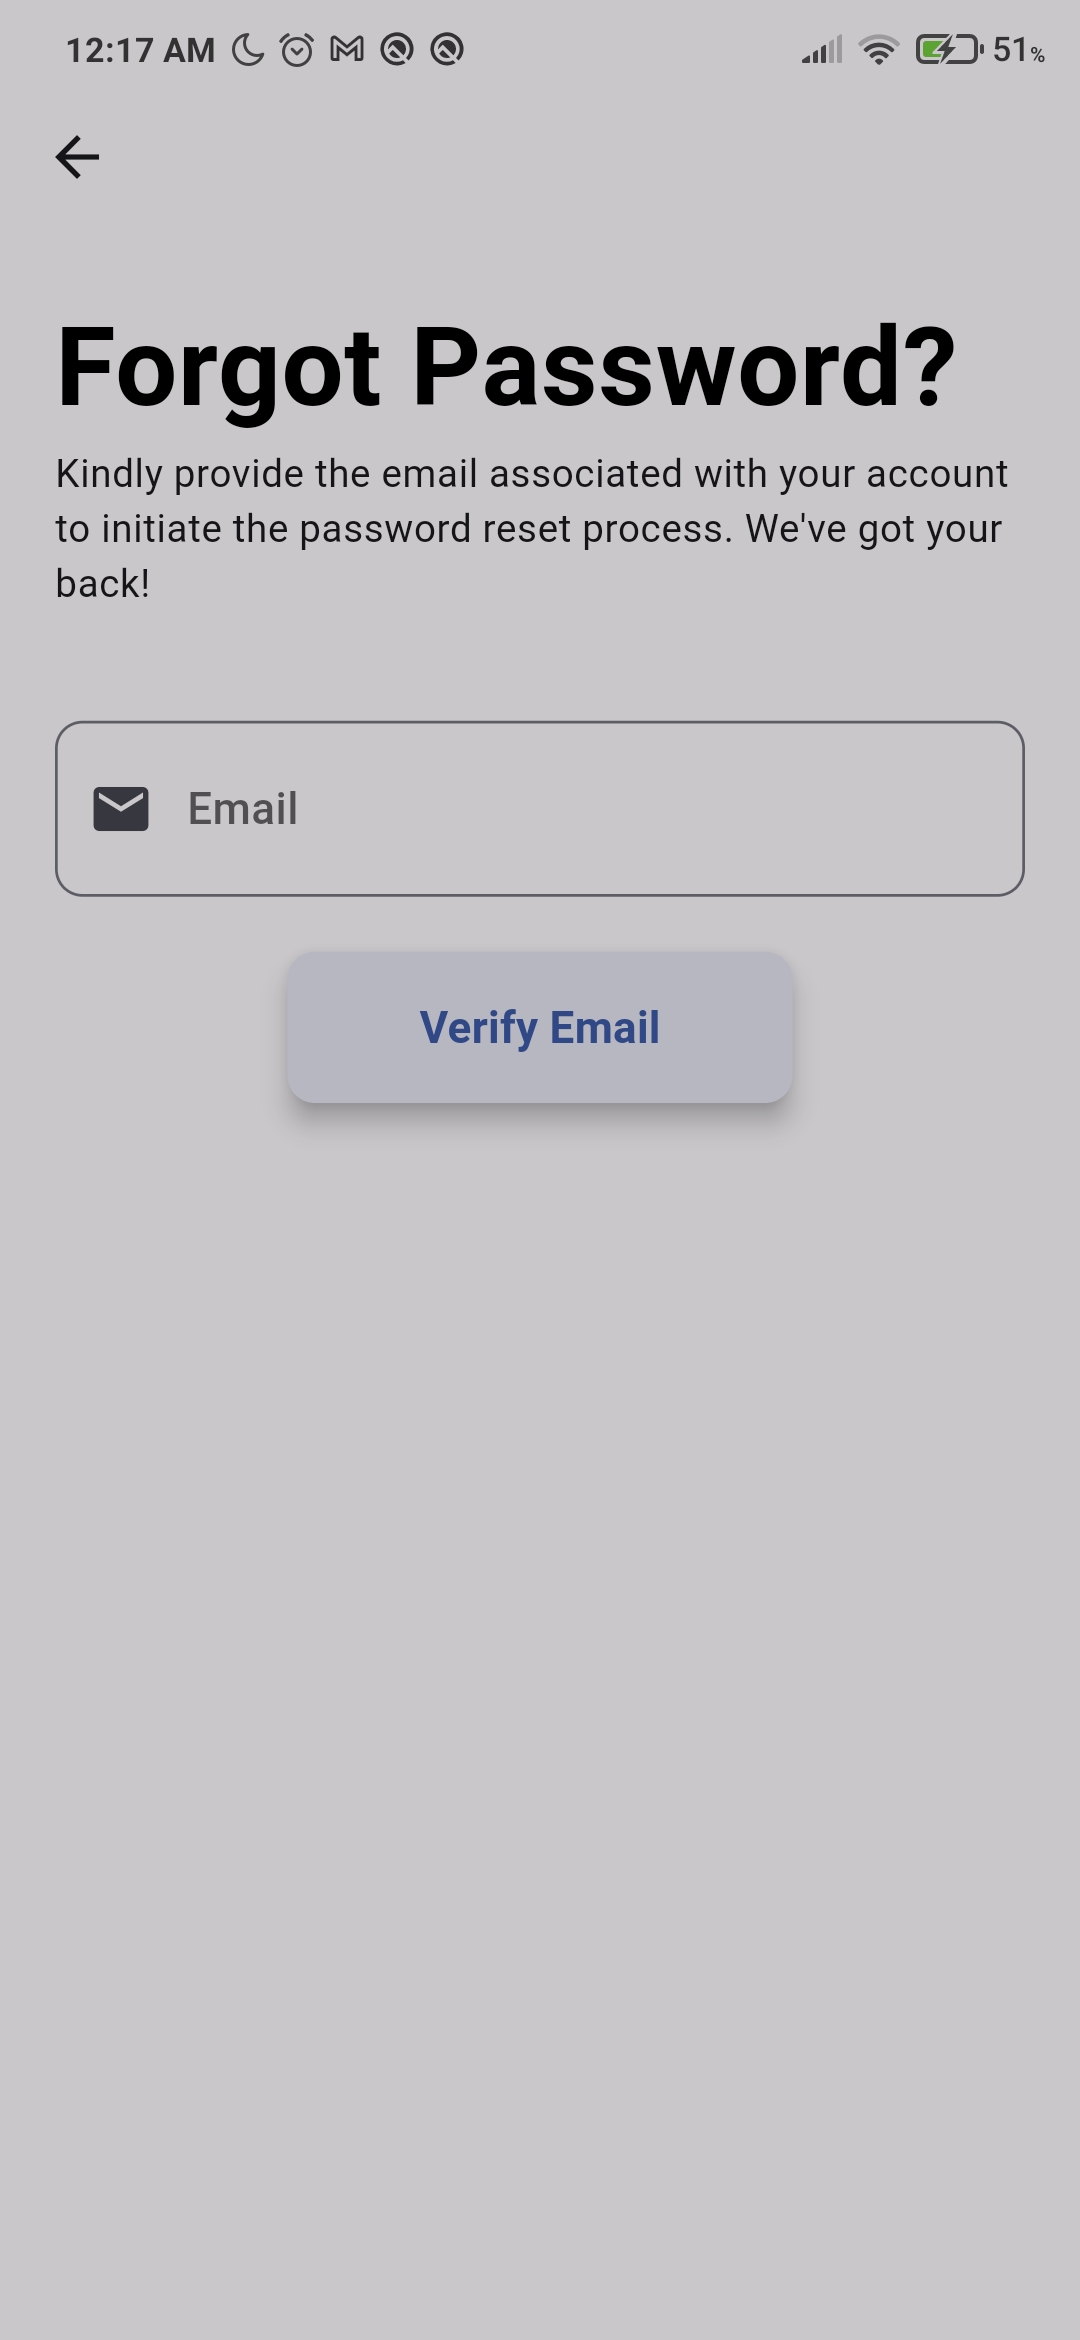 12:17 AM 51%
Forgot Password?
Kindly provide the email associated with your account
to initiate the password reset process. We've got your
back!
Email
Verify Email